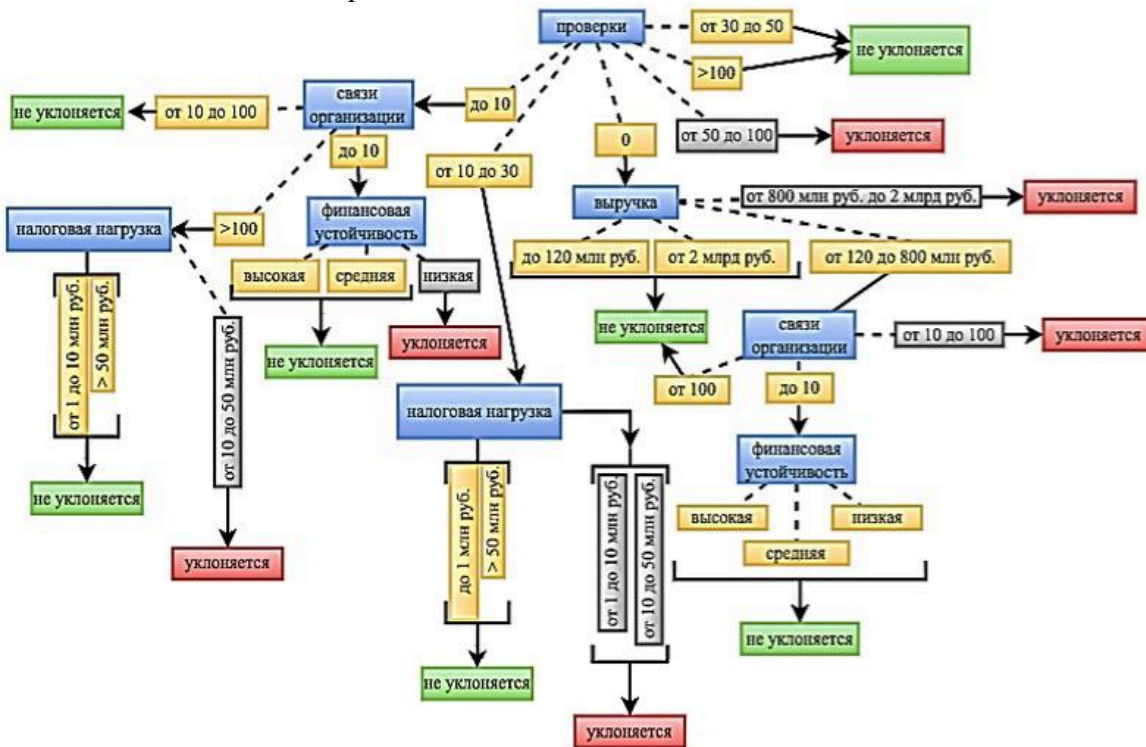 проверки
от 30 до 50
>100
не уклоняется
связи
организации
до 10
от 10 до 100
не уклоняется
до 10
0
от 50 до 100
уклоняется
от 10 до 30
выручка
от 800 млн руб. до 2 млрд руб.
уклоняется
налоговая нагрузка
>100
финансовая
устойчивость
до 120 млн руб.
от 2 млрд руб.
от 120 до 800 млн руб.
высокая
средняя
низкая
не уклоняется
связи
организации
от 10 до 100
уклоняется
не уклоняется
уклоняется
от 1 до 10 млн руб.
> 50 млн руб.
от 10 до 50 млн руб.
от 100
до 10
налоговая нагрузка
финансовая
устойчивость
не уклоняется
до 1 млн руб.
> 50 млн руб.
от 1 до 10 млн руб.
от 10 до 50 млн руб.
высокая
низкая
средняя
уклоняется
не уклоняется
не уклоняется
уклоняется